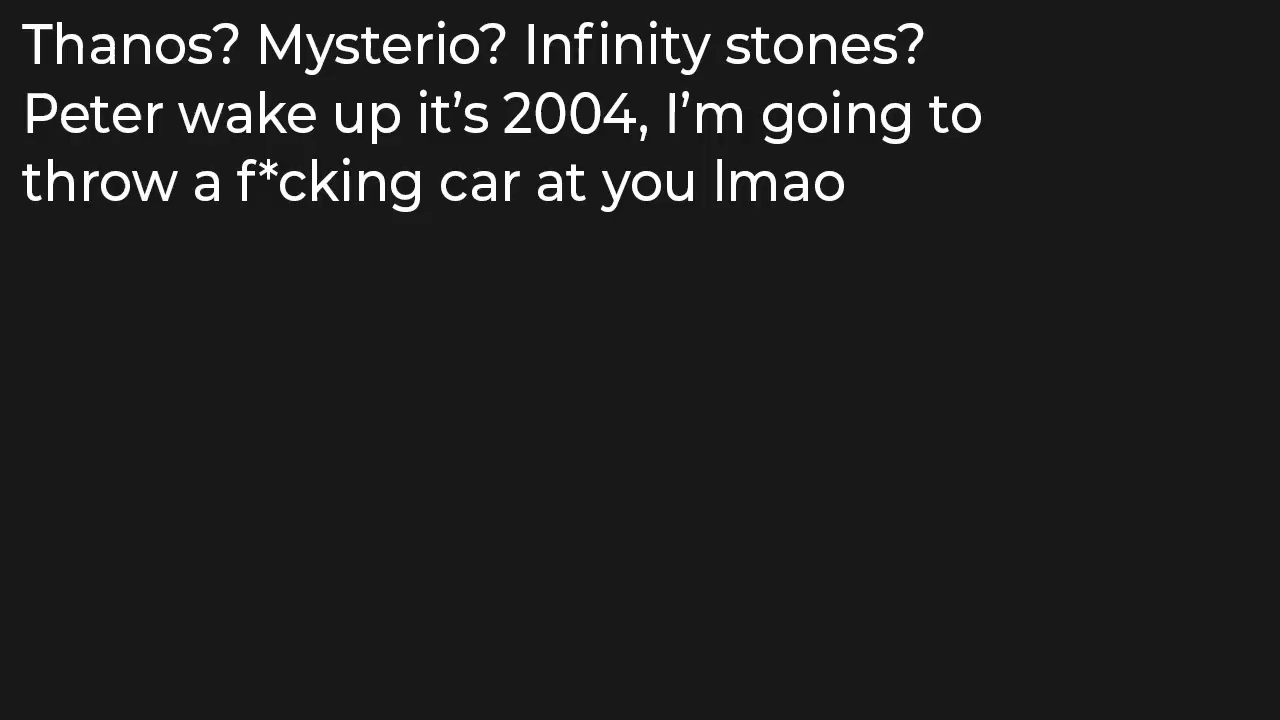 Thanos? Mysterio? Infinity stones?
Peter wake up it’s 2004, I’m going to
throw a f*cking car at you lmao